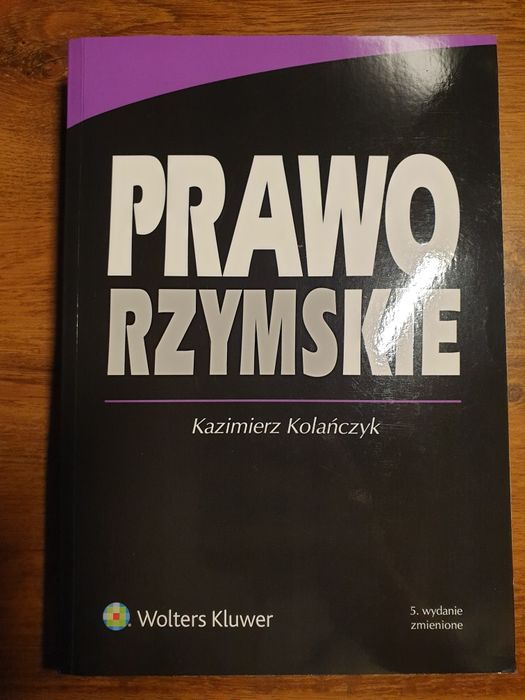 PRAWO
RZYMSKIE
Kazimierz Kolańczyk
Wolters Kluwer
5. wydanie
zmienione